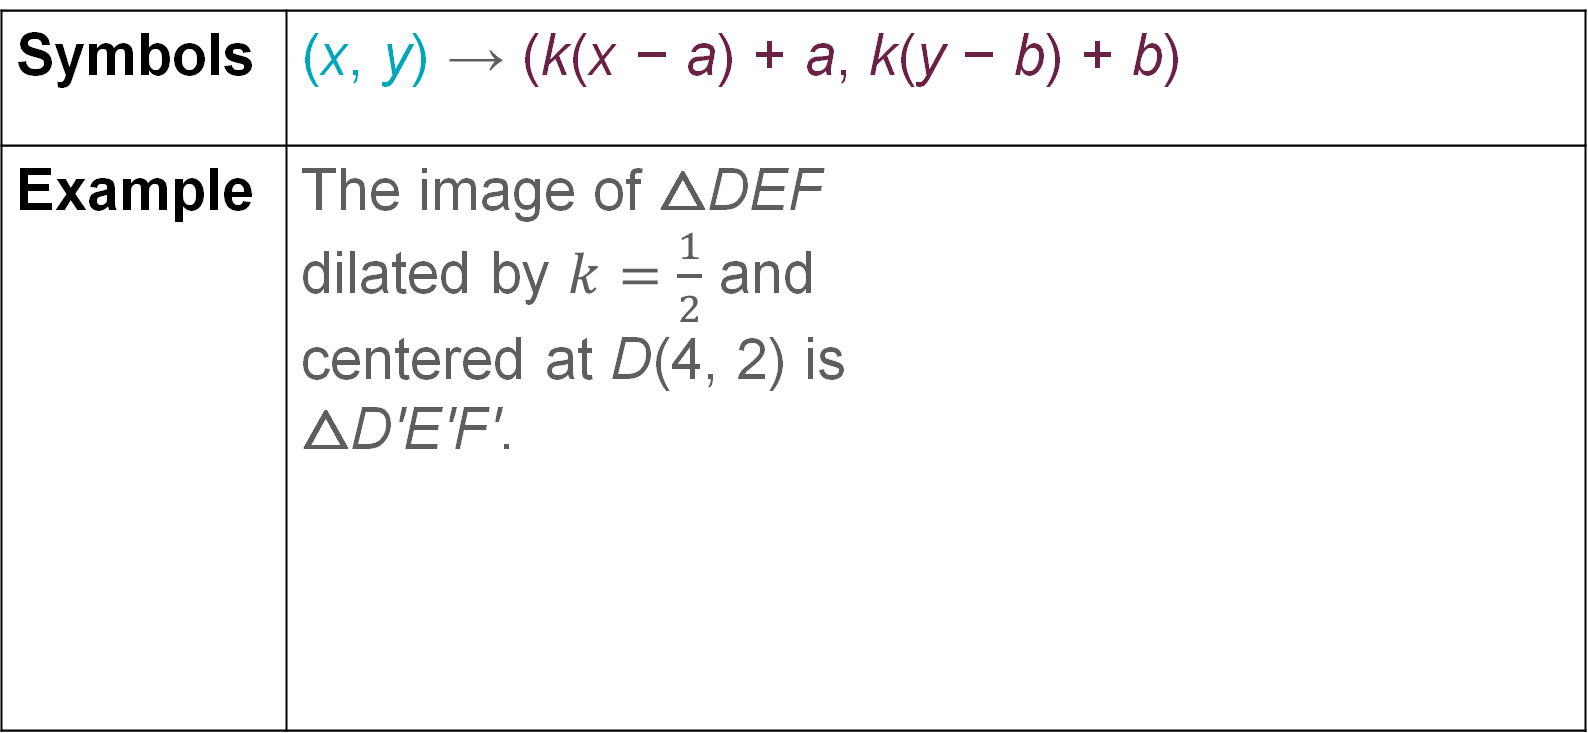 Symbols (x, y) → (k(x − a) + a, k(y − b) + b)
Example The image of △DEF
dilated by k = 1/2 and
centered at D(4, 2) is
△D'E'F'.